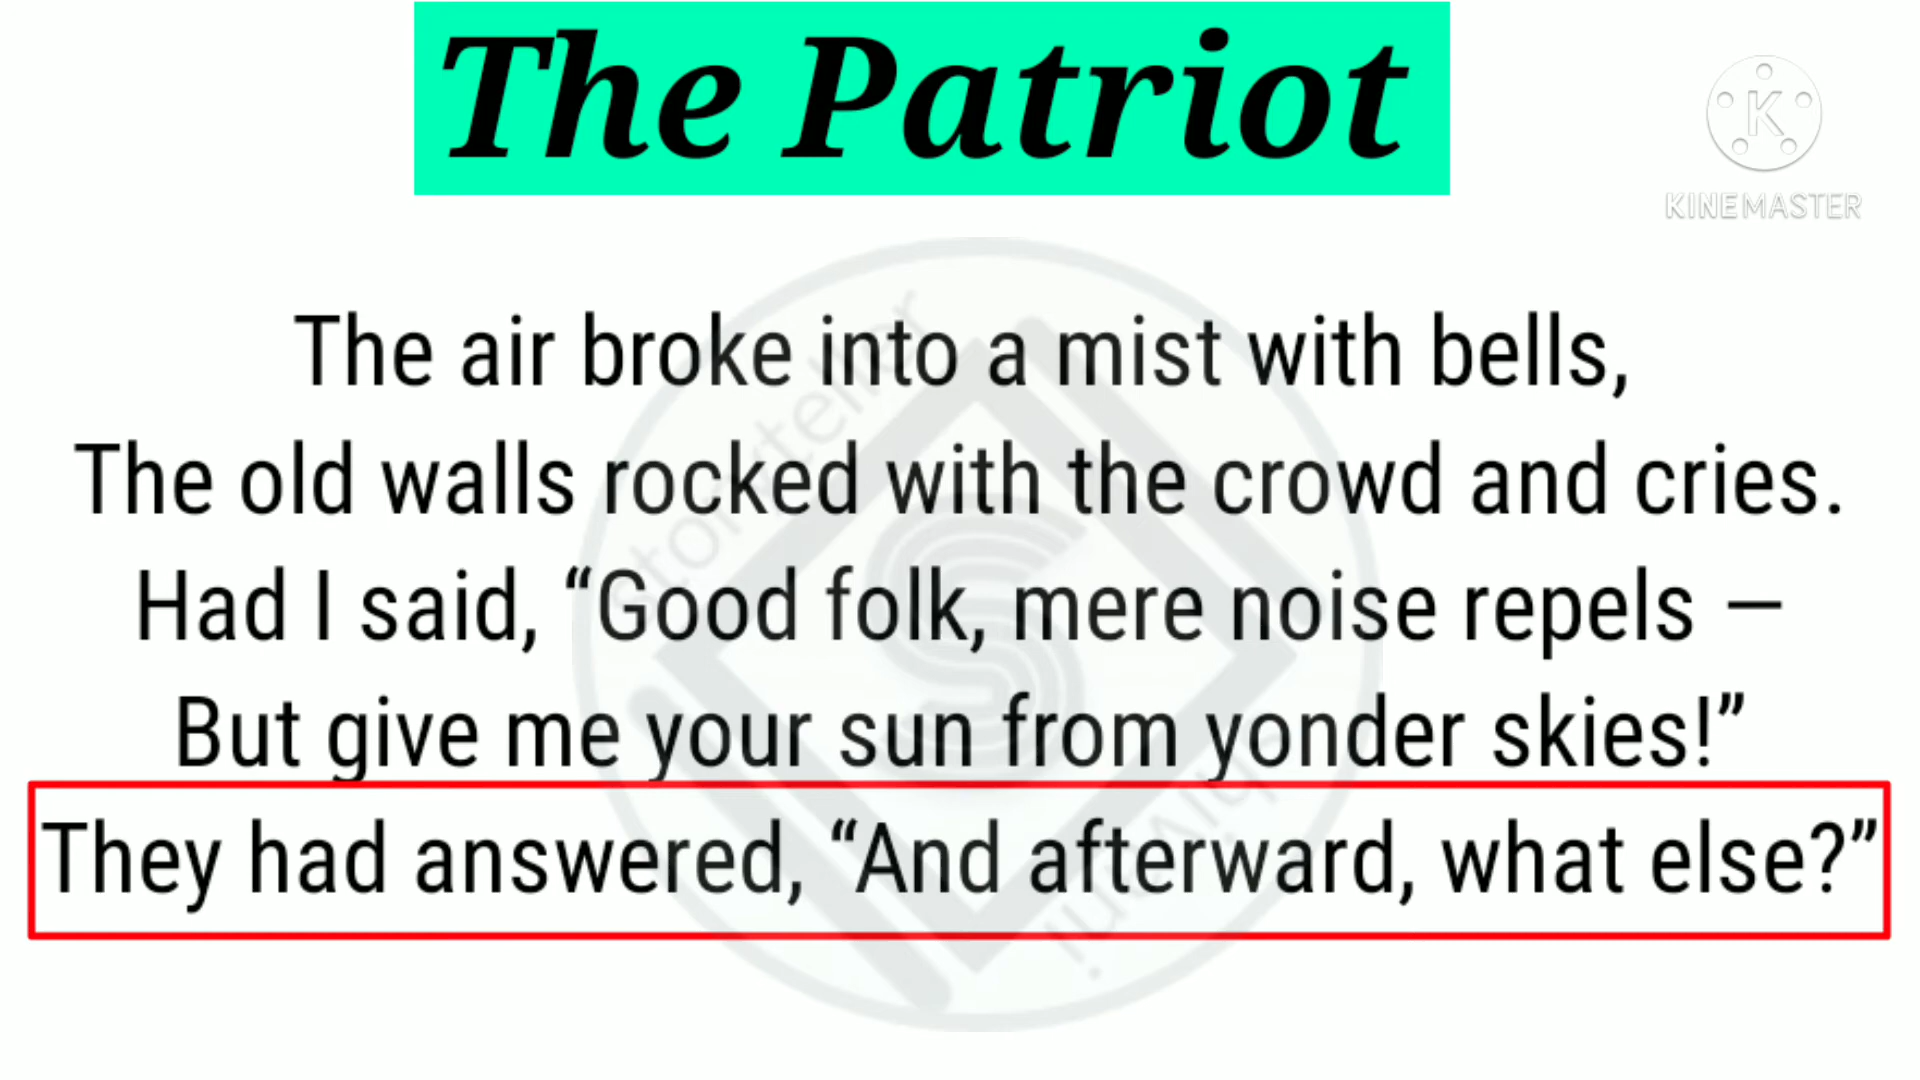 The Patriot
K
KINEMASTER
The air broke into a mist with bells,
The old walls rocked with the crowd and cries.
Had I said, “Good folk, mere noise repels —
But give me your sun from yonder skies!”
They had answered, “And afterward, what else?”